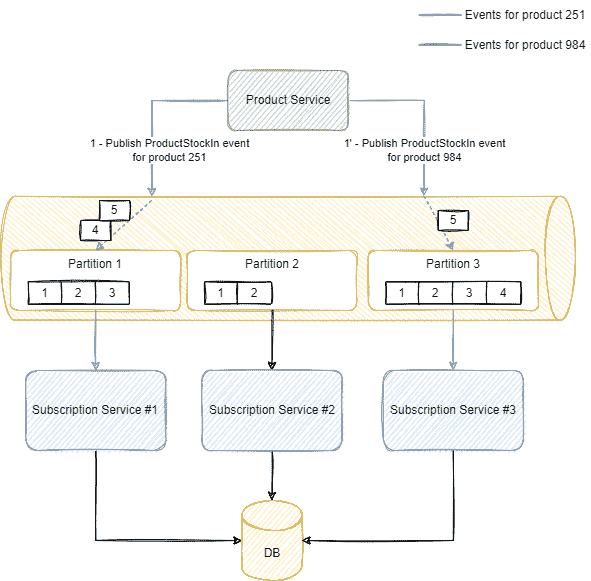 Events for product 251
Events for product 984
Product Service
1 - Publish ProductStockIn event
for product 251
1' - Publish ProductStockIn event
for product 984
5
4
5
Partition 1
Partition 2
Partition 3
1 2 3
1 2
1 2 3 4
Subscription Service #1
Subscription Service #2
Subscription Service #3
DB